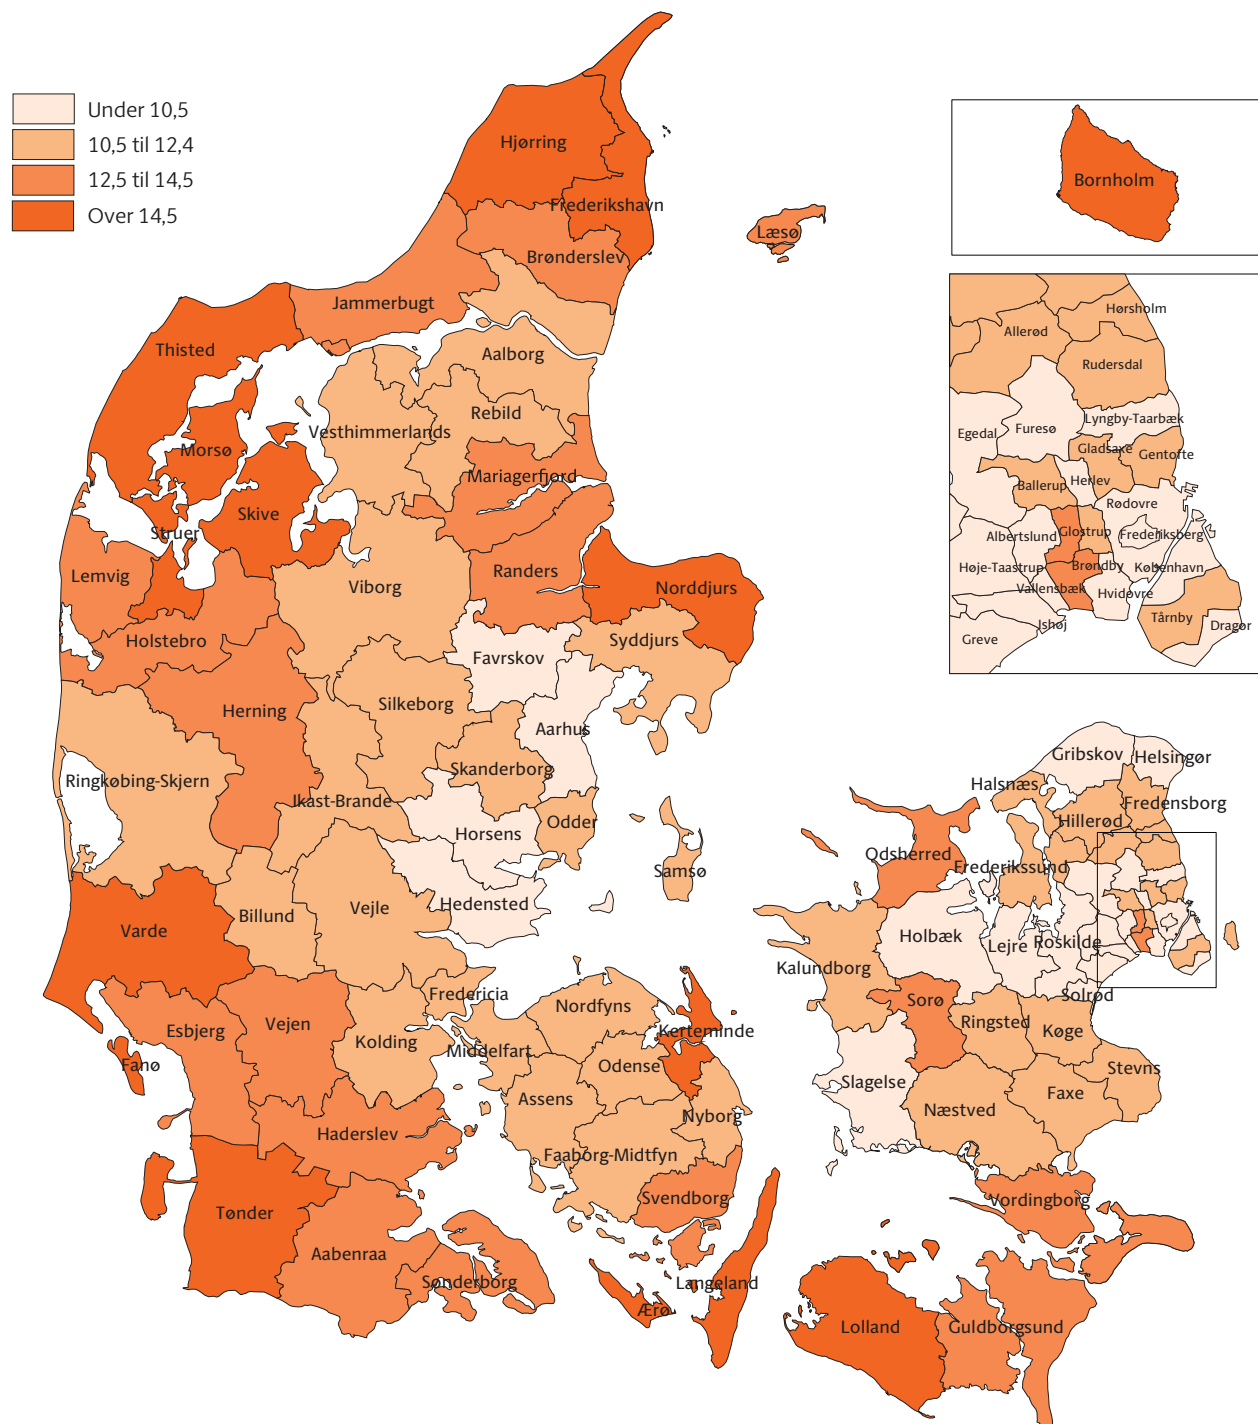 Under 10,5
10,5 til 12,4
12,5 til 14,5
Over 14,5
Hjørring
Frederikshavn
Læsø
Brønderslev
Jammerbugt
Thisted
Aalborg
Rebild
Vesthimmerlands
Morsø
Mariagerfjord
Skive
Struer
Lemvig
Viborg
Randers
Norddjurs
Holstebro
Syddjurs
Favrskov
Silkeborg
Herning
Aarhus
Skanderborg
Ringkøbing-Skjern
Ikast-Brande
Horsens
Odder
Samsø
Hedensted
Billund
Vejle
Varde
Fredericia
Nordfyns
Vejen
Esbjerg
Kolding
Middelfart
Kerteminde
Fanø
Odense
Assens
Nyborg
Haderslev
Faaborg-Midtfyn
Svendborg
Tønder
Aabenraa
Sønderborg
Langeland
Ærø
Bornholm
Hørsholm
Allerød
Rudersdal
Lyngby-Taarbæk
Furesø
Egedal
Gladsaxe
Gentofte
Ballerup
Herlev
Rødovre
Glostrup
Frederiksberg
Albertslund
Brøndby
København
Høje-Taastrup
Vallensbæk
Hvidovre
Tårnby
Dragør
Ishøj
Greve
Gribskov
Helsingør
Halsnæs
Fredensborg
Hillerød
Odsherred
Frederikssund
Holbæk
Lejre
Roskilde
Kalundborg
Solrød
Sorø
Ringsted
Køge
Stevns
Slagelse
Faxe
Næstved
Vordingborg
Lolland
Guldborgsund